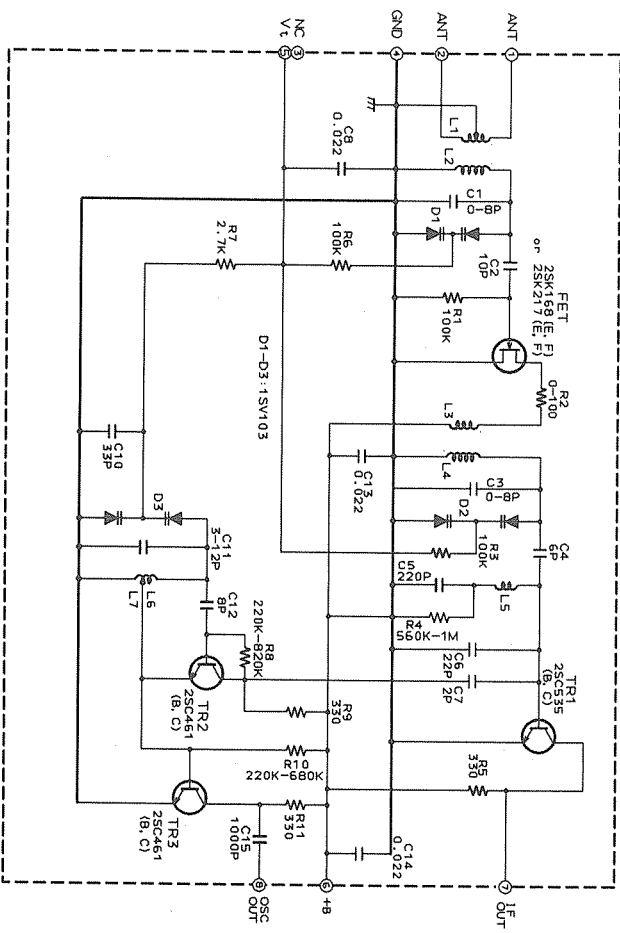 ANT 1
ANT 2
GND 4
NC 3
Vt 5
L1
L2
C8
0.022
C1
0-8P
D1
C2
10P
R6
100K
R7
2.7K
R1
100K
FET
2SK168 (E, F)
or 2SK217 (E, F)
R2
0-100
D1-D3:1SV103
L3
L4
C13
0.022
C3
0-8P
D2
R3
100K
C4
6P
C5
220P
L5
R4
560K-1M
C6
22P
C7
2P
C10
33P
D3
C11
3-12P
L6
L7
C12
8P
R8
220K-820K
TR2
2SC461
(B, C)
R9
330
R10
220K-680K
TR1
2SC535
(B, C)
R5
330
TR3
2SC461
(B, C)
R11
330
C15
1000P
C14
0.022
7 IF OUT
6 +B
8 OSC OUT